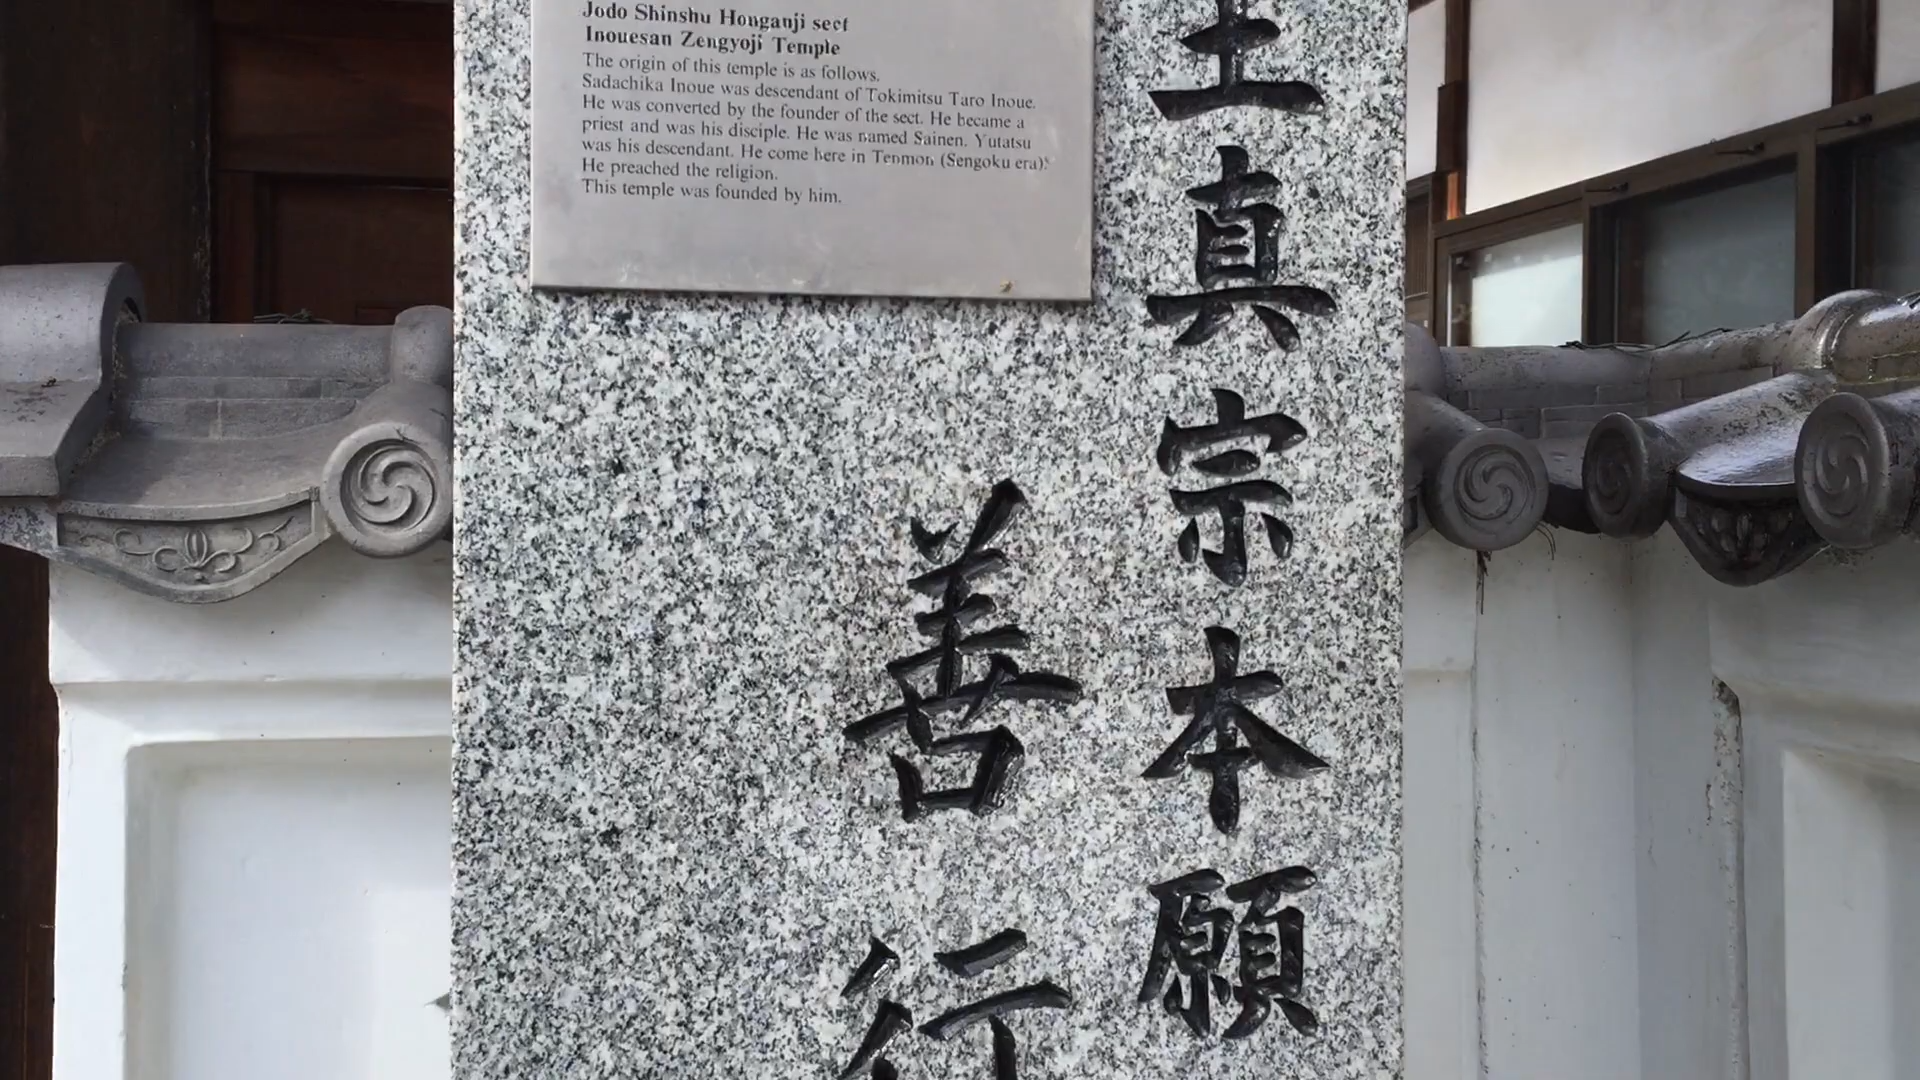 Jodo Shinshu Honganji sect
Inouesan Zengyoji Temple
The origin of this temple is as follows.
Sadachika Inoue was descendant of Tokimitsu Taro Inoue.
He was converted by the founder of the sect. He became a
priest and was his disciple. He was named Sainen. Yutatsu
was his descendant. He come here in Tenmon (Sengoku era).
He preached the religion.
This temple was founded by him.
土真宗本願
善行